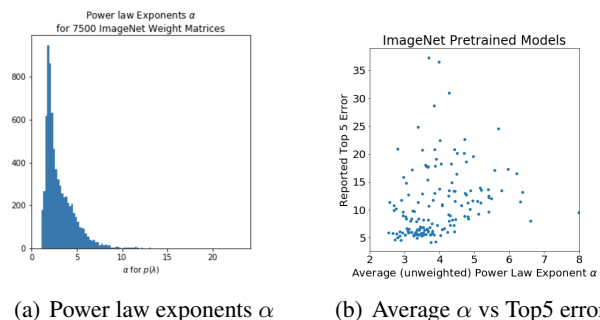 Power law Exponents α
for 7500 ImageNet Weight Matrices
800
600
400
200
0
0 5 10 15 20
α for p(λ)
(a) Power law exponents α
ImageNet Pretrained Models
Reported Top 5 Error
35
30
25
20
15
10
5
2 3 4 5 6 7 8
Average (unweighted) Power Law Exponent α
(b) Average α vs Top5 error